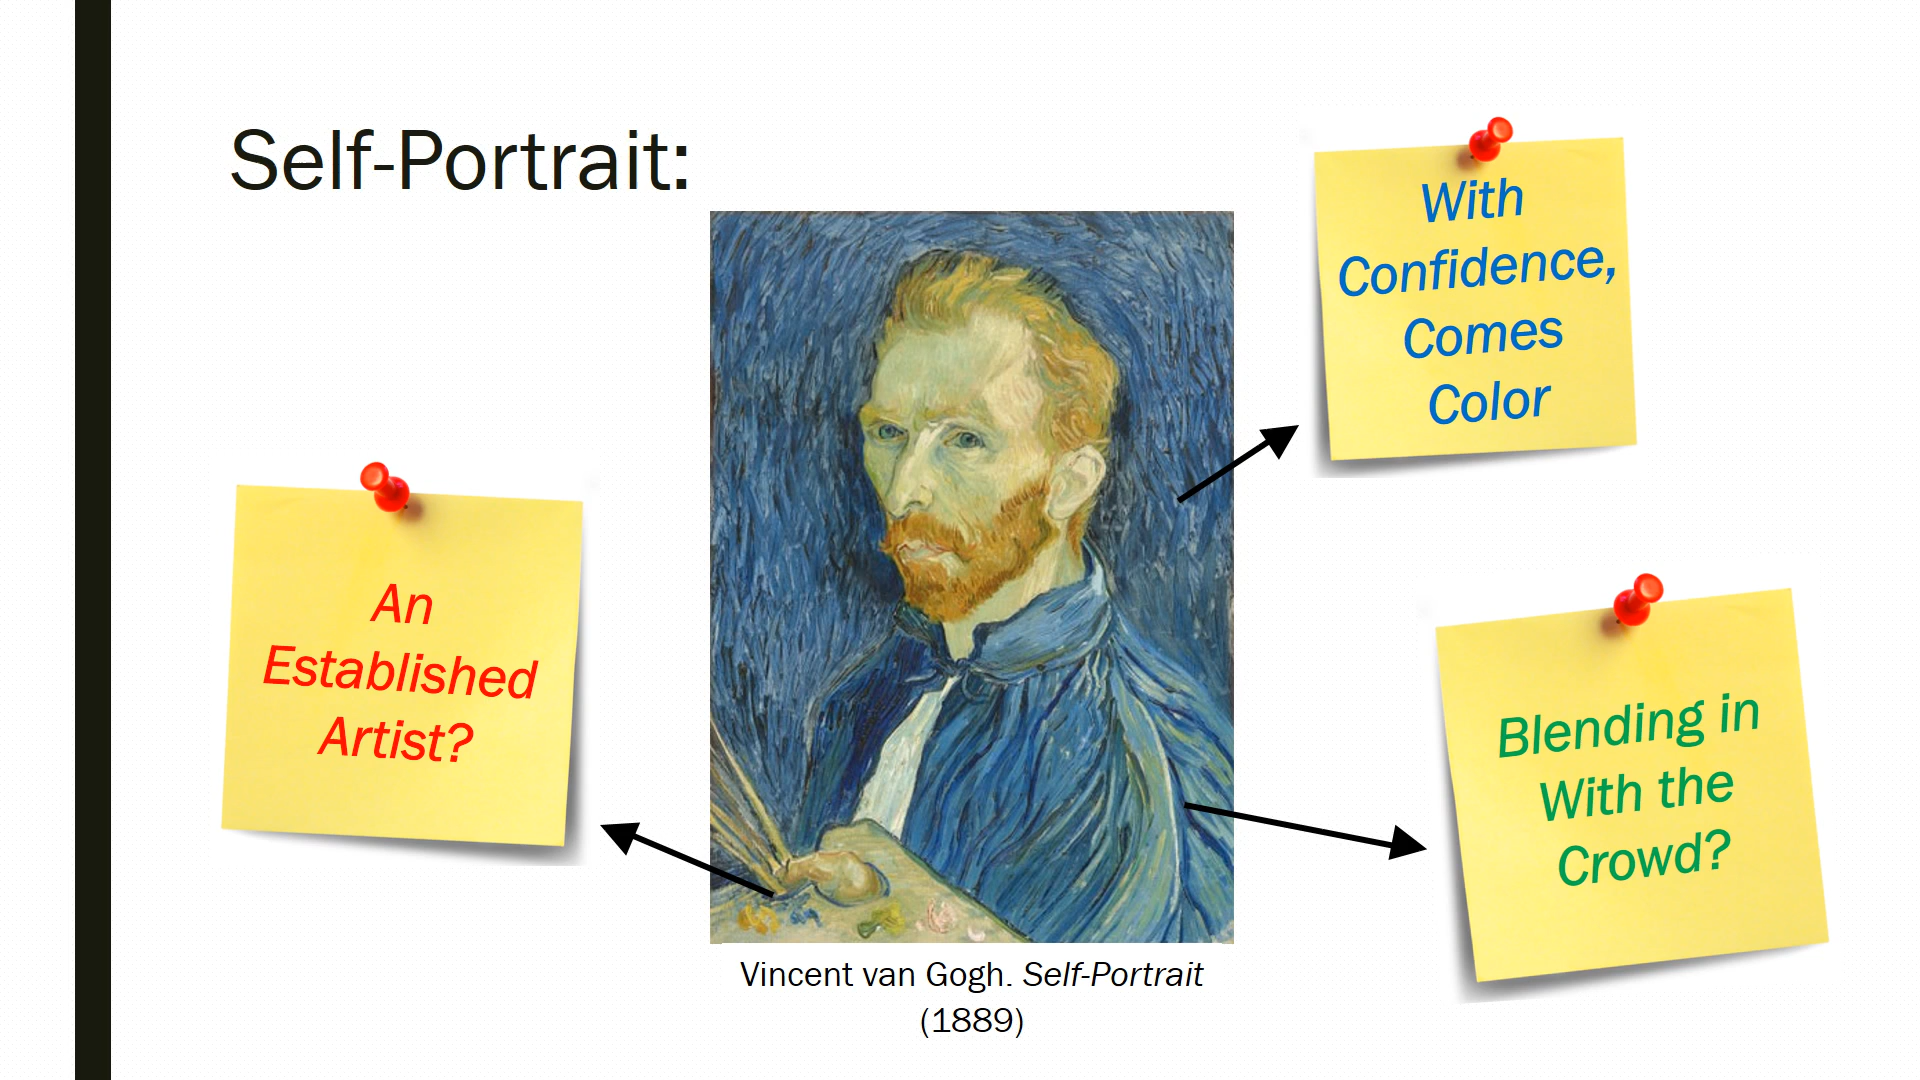 Self-Portrait:
With
Confidence,
Comes
Color
An
Established
Artist?
Blending in
With the
Crowd?
Vincent van Gogh. Self-Portrait
(1889)